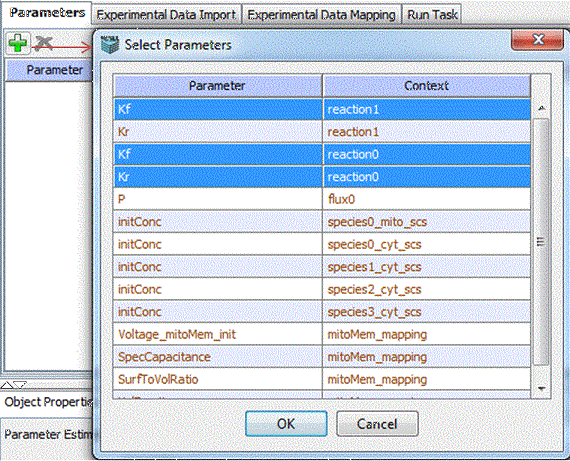 Parameters Experimental Data Import Experimental Data Mapping Run Task
Select Parameters
Parameter
Parameter Context
Kf reaction1
Kr reaction1
Kf reaction0
Kr reaction0
P flux0
initConc species0_mito_scs
initConc species0_cyt_scs
initConc species1_cyt_scs
initConc species2_cyt_scs
initConc species3_cyt_scs
Voltage_mitoMem_init mitoMem_mapping
SpecCapacitance mitoMem_mapping
SurfToVolRatio mitoMem_mapping
Object Properti
Parameter Estim
OK Cancel